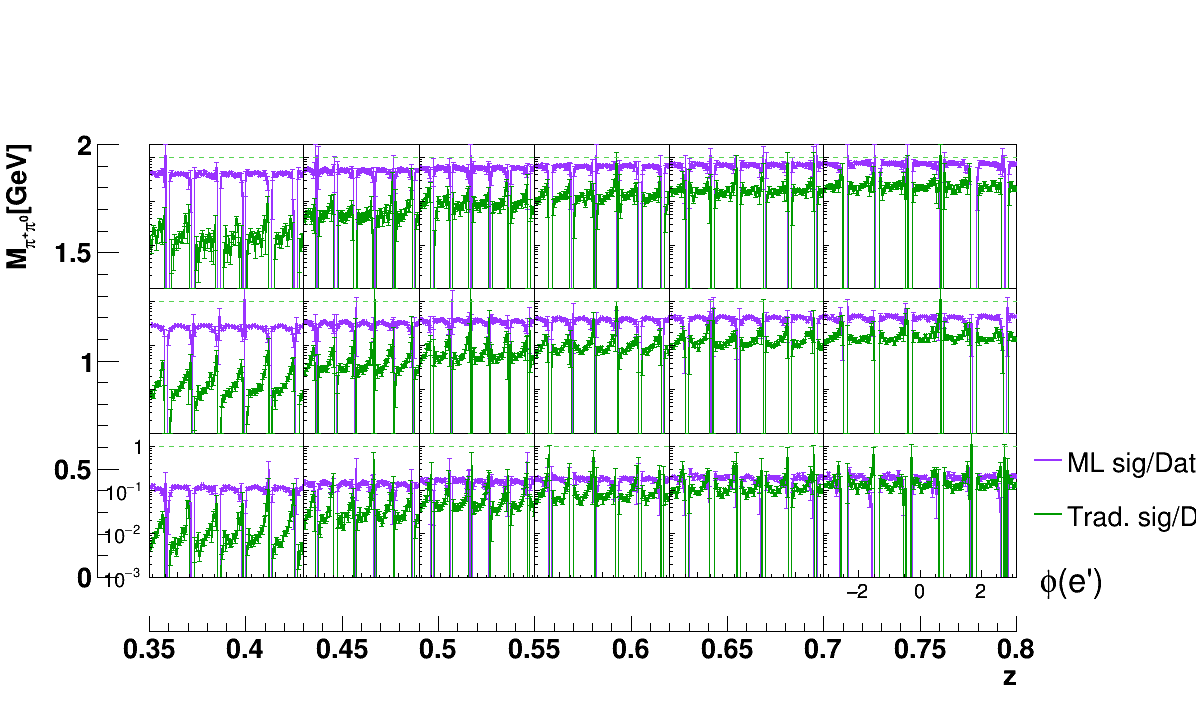 M_{π⁺π⁰}[GeV]
2
1.5
1
0.5
0
1
10⁻¹
10⁻²
10⁻³
ML sig/Dat
Trad. sig/D
ϕ(e')
−2 0 2
0.35 0.4 0.45 0.5 0.55 0.6 0.65 0.7 0.75 0.8
z